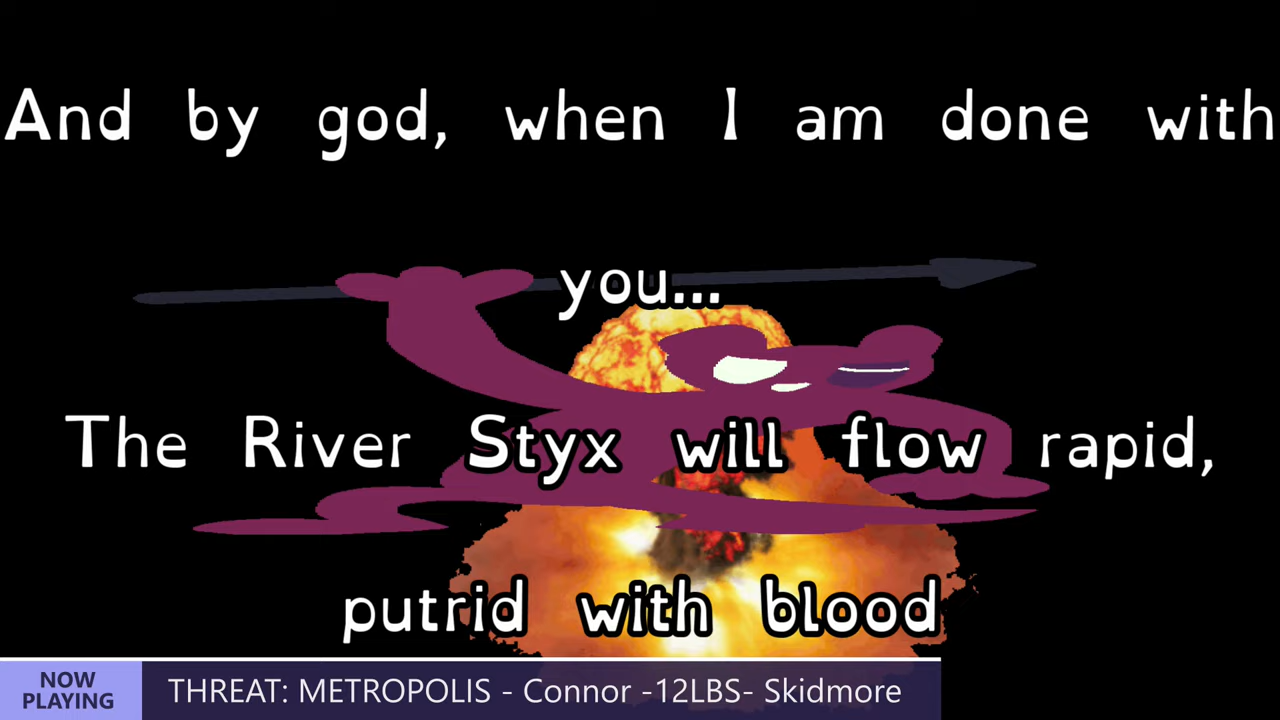 And by god, when I am done with
you...
The River Styx will flow rapid,
putrid with blood
NOW
PLAYING
THREAT: METROPOLIS - Connor -12LBS- Skidmore